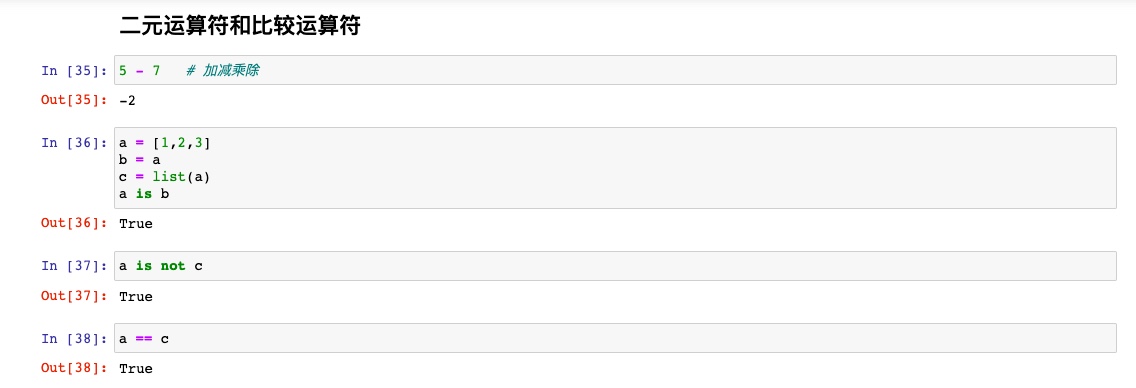 二元运算符和比较运算符
In [35]: 5 - 7   # 加减乘除
Out[35]: -2
In [36]: a = [1,2,3]
b = a
c = list(a)
a is b
Out[36]: True
In [37]: a is not c
Out[37]: True
In [38]: a == c
Out[38]: True